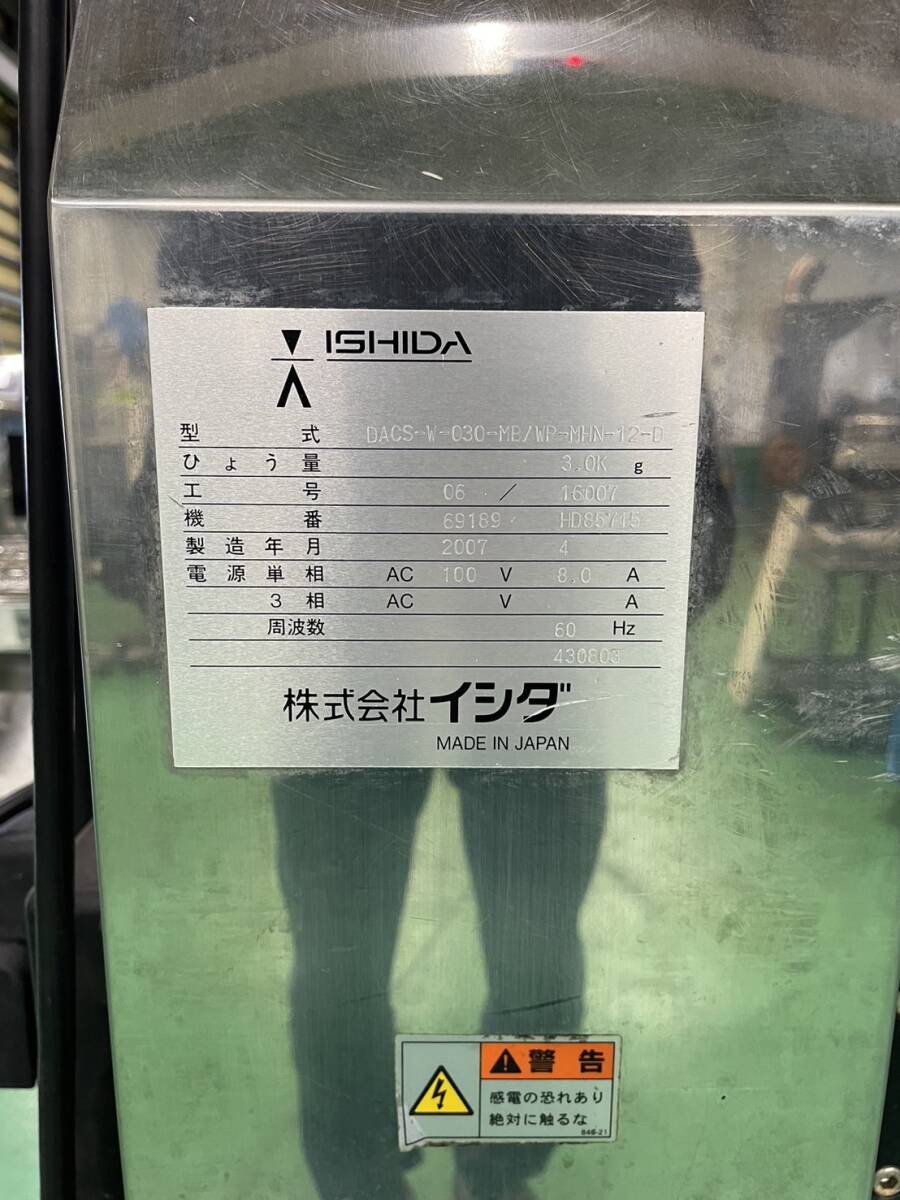 ISHIDA
型式 DACS-W-030-MB/WP-MHN-12-D
ひょう量 3.0K g
工号 06 / 16007
機番 69189 HD85715
製造年月 2007 4
電源単相 AC 100 V 8.0 A
3相 AC V A
周波数 60 Hz
430803
株式会社イシダ
MADE IN JAPAN
警告
感電の恐れあり
絶対に触るな
846-21